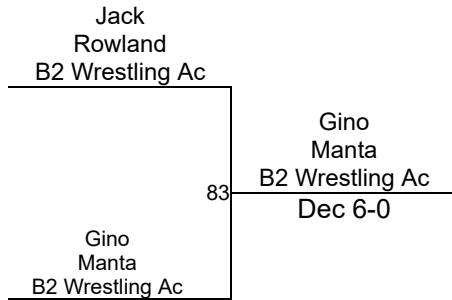 Jack
Rowland
B2 Wrestling Ac
Gino
Manta
B2 Wrestling Ac
83
Dec 6-0
Gino
Manta
B2 Wrestling Ac